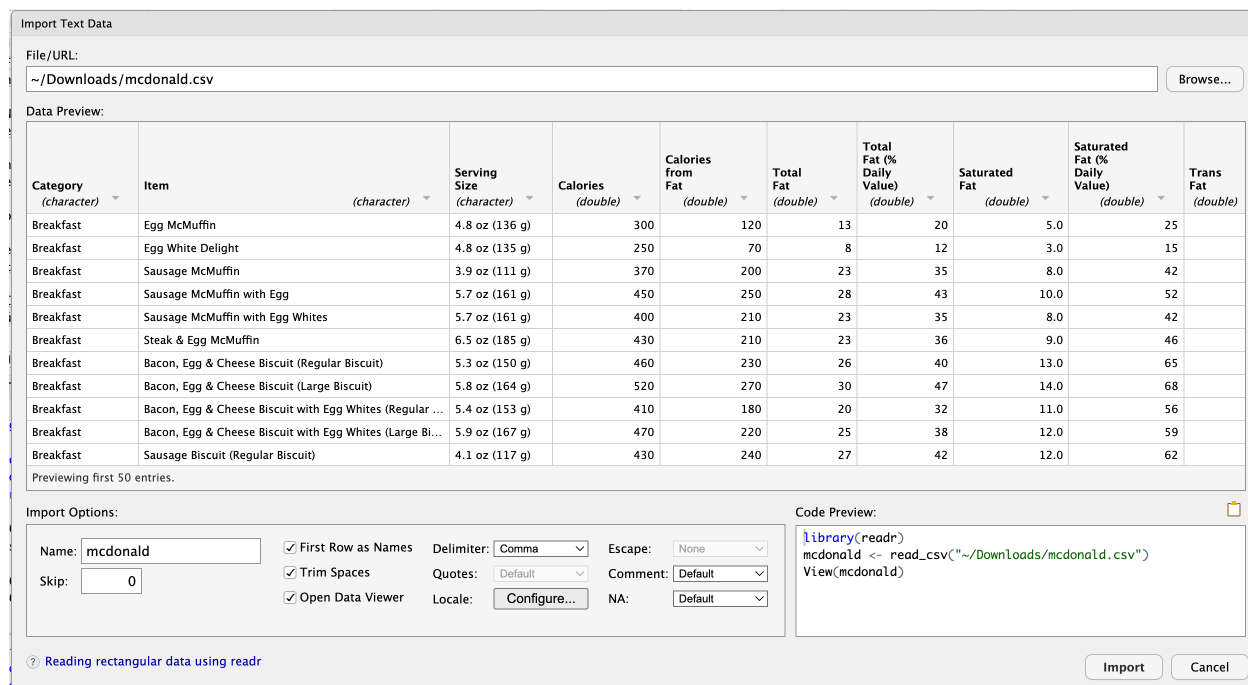 Import Text Data
File/URL:
~/Downloads/mcdonald.csv
Browse...
Data Preview:
Category (character) Item (character) Serving Size (character) Calories (double) Calories from Fat (double) Total Fat (double) Total Fat (% Daily Value) (double) Saturated Fat (double) Saturated Fat (% Daily Value) (double) Trans Fat (double)
Breakfast Egg McMuffin 4.8 oz (136 g) 300 120 13 20 5.0 25
Breakfast Egg White Delight 4.8 oz (135 g) 250 70 8 12 3.0 15
Breakfast Sausage McMuffin 3.9 oz (111 g) 370 200 23 35 8.0 42
Breakfast Sausage McMuffin with Egg 5.7 oz (161 g) 450 250 28 43 10.0 52
Breakfast Sausage McMuffin with Egg Whites 5.7 oz (161 g) 400 210 23 35 8.0 42
Breakfast Steak & Egg McMuffin 6.5 oz (185 g) 430 210 23 36 9.0 46
Breakfast Bacon, Egg & Cheese Biscuit (Regular Biscuit) 5.3 oz (150 g) 460 230 26 40 13.0 65
Breakfast Bacon, Egg & Cheese Biscuit (Large Biscuit) 5.8 oz (164 g) 520 270 30 47 14.0 68
Breakfast Bacon, Egg & Cheese Biscuit with Egg Whites (Regular ... 5.4 oz (153 g) 410 180 20 32 11.0 56
Breakfast Bacon, Egg & Cheese Biscuit with Egg Whites (Large Bi... 5.9 oz (167 g) 470 220 25 38 12.0 59
Breakfast Sausage Biscuit (Regular Biscuit) 4.1 oz (117 g) 430 240 27 42 12.0 62
Previewing first 50 entries.
Import Options:
Name: mcdonald
Skip: 0
First Row as Names
Trim Spaces
Open Data Viewer
Delimiter: Comma
Quotes: Default
Locale: Configure...
Escape: None
Comment: Default
NA: Default
Code Preview:
library(readr)
mcdonald <- read_csv("~/Downloads/mcdonald.csv")
View(mcdonald)
? Reading rectangular data using readr
Import
Cancel